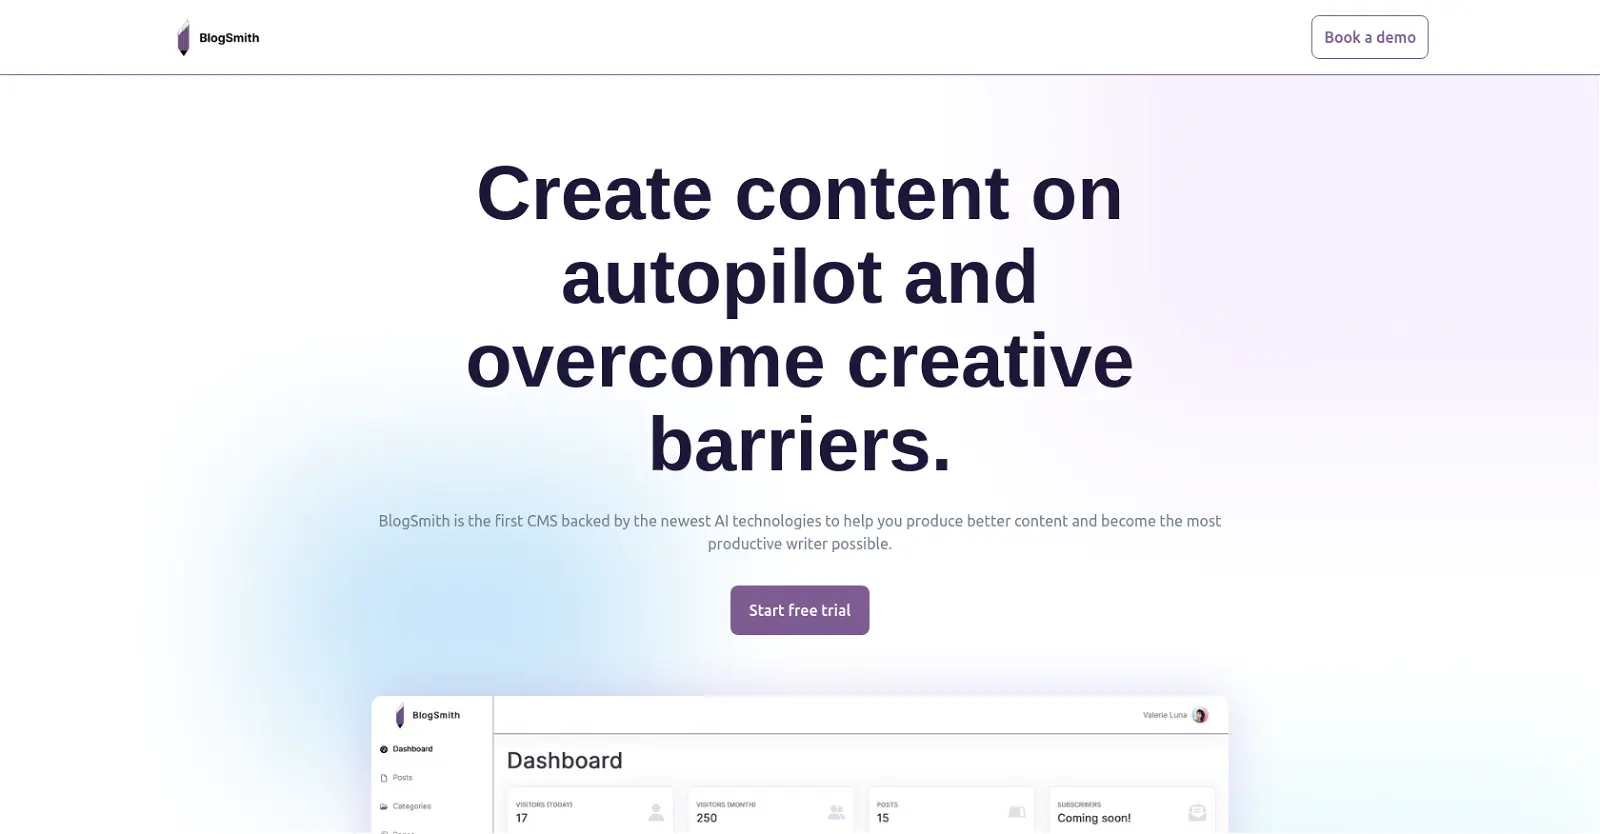 BlogSmith
Book a demo
Create content on
autopilot and
overcome creative
barriers.
BlogSmith is the first CMS backed by the newest AI technologies to help you produce better content and become the most
productive writer possible.
Start free trial
BlogSmith
Valerie Luna
Dashboard
Posts
Categories
Dashboard
VISITORS (TODAY)
17
VISITORS (MONTH)
250
POSTS
15
SUBSCRIBERS
Coming soon!